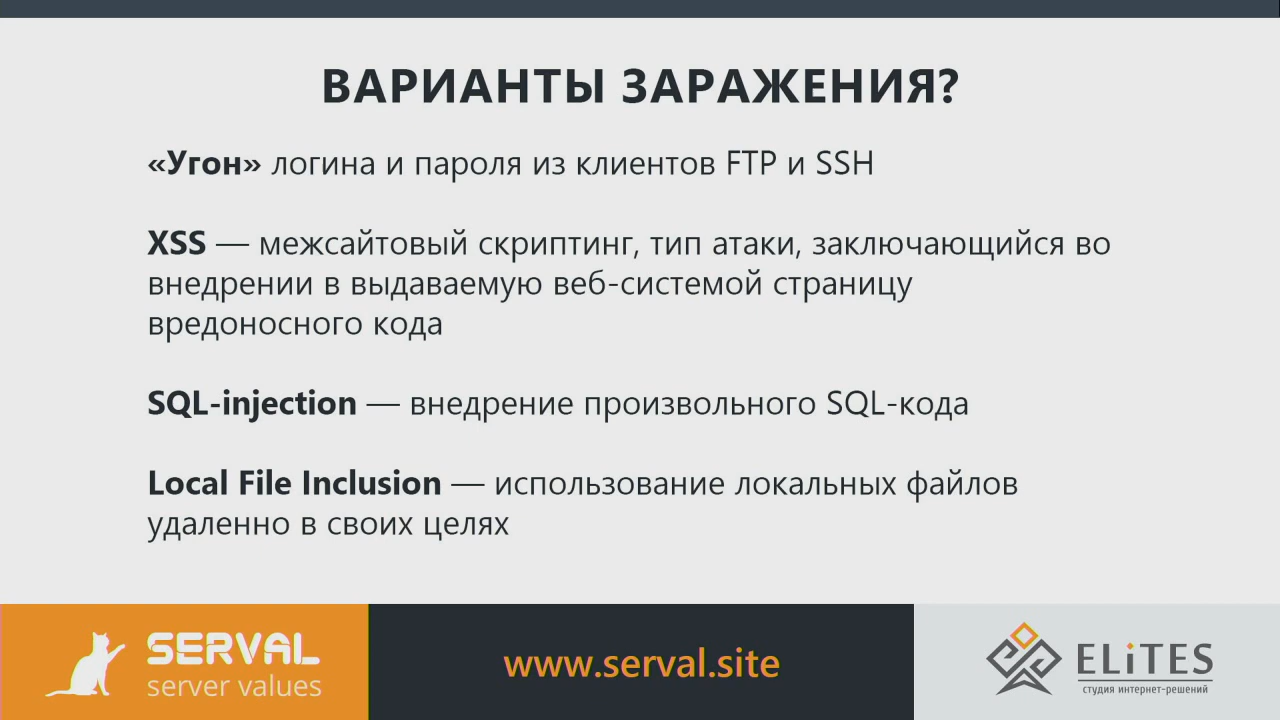 ВАРИАНТЫ ЗАРАЖЕНИЯ?
«Угон» логина и пароля из клиентов FTP и SSH
XSS — межсайтовый скриптинг, тип атаки, заключающийся во
внедрении в выдаваемую веб-системой страницу
вредоносного кода
SQL-injection — внедрение произвольного SQL-кода
Local File Inclusion — использование локальных файлов
удаленно в своих целях
SERVAL
server values
www.serval.site
ELiTES
студия интернет-решений